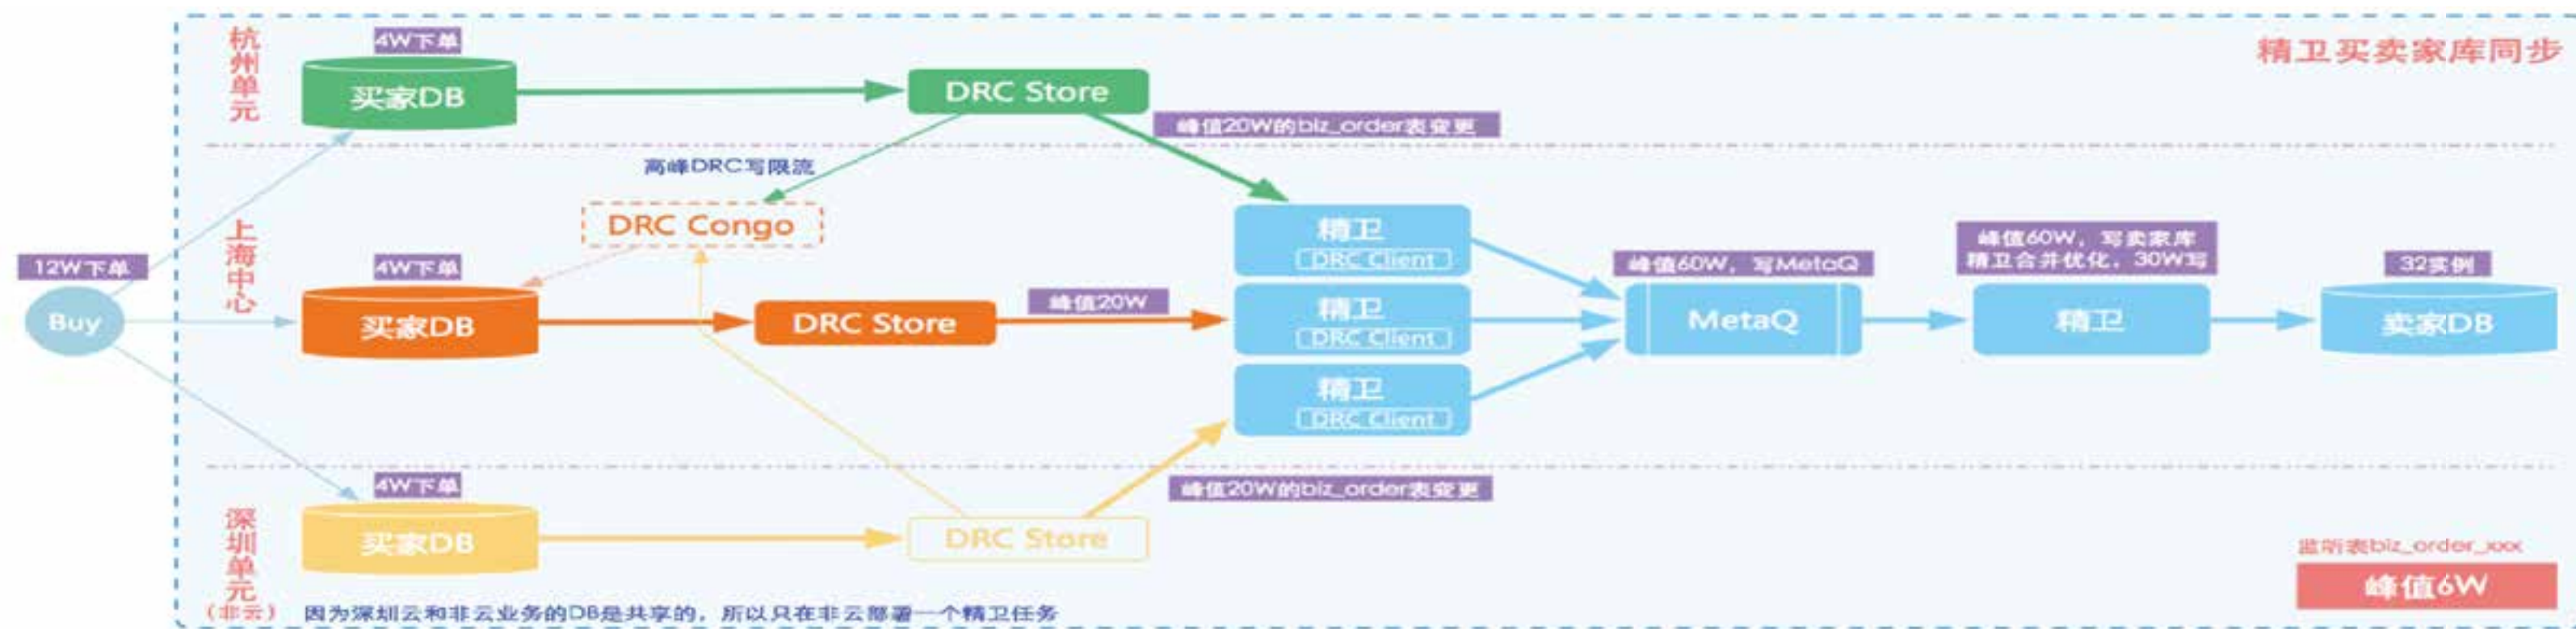 精卫买卖家库同步
杭州单元
4W下单
买家DB
DRC Store
峰值20W的biz_order表变更
高峰DRC写限流
上海中心
DRC Congo
12W下单
Buy
4W下单
买家DB
DRC Store
峰值20W
精卫
DRC Client
精卫
DRC Client
精卫
DRC Client
峰值60W，写MetaQ
MetaQ
峰值60W，写卖家库
精卫合并优化，30W写
精卫
32实例
卖家DB
深圳单元
(非云)
4W下单
买家DB
DRC Store
峰值20W的biz_order表变更
因为深圳云和非云业务的DB是共享的，所以只在非云部署一个精卫任务
监听表biz_order_xxx
峰值6W